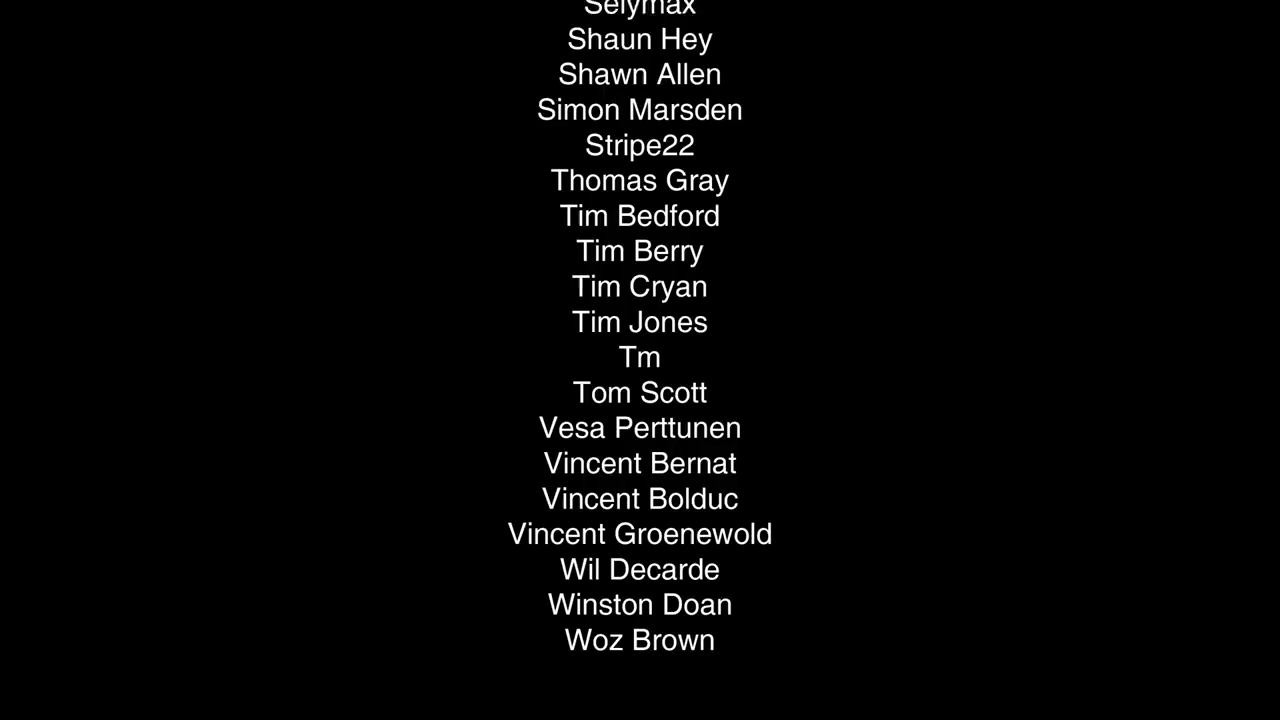 Selymax
Shaun Hey
Shawn Allen
Simon Marsden
Stripe22
Thomas Gray
Tim Bedford
Tim Berry
Tim Cryan
Tim Jones
Tm
Tom Scott
Vesa Perttunen
Vincent Bernat
Vincent Bolduc
Vincent Groenewold
Wil Decarde
Winston Doan
Woz Brown